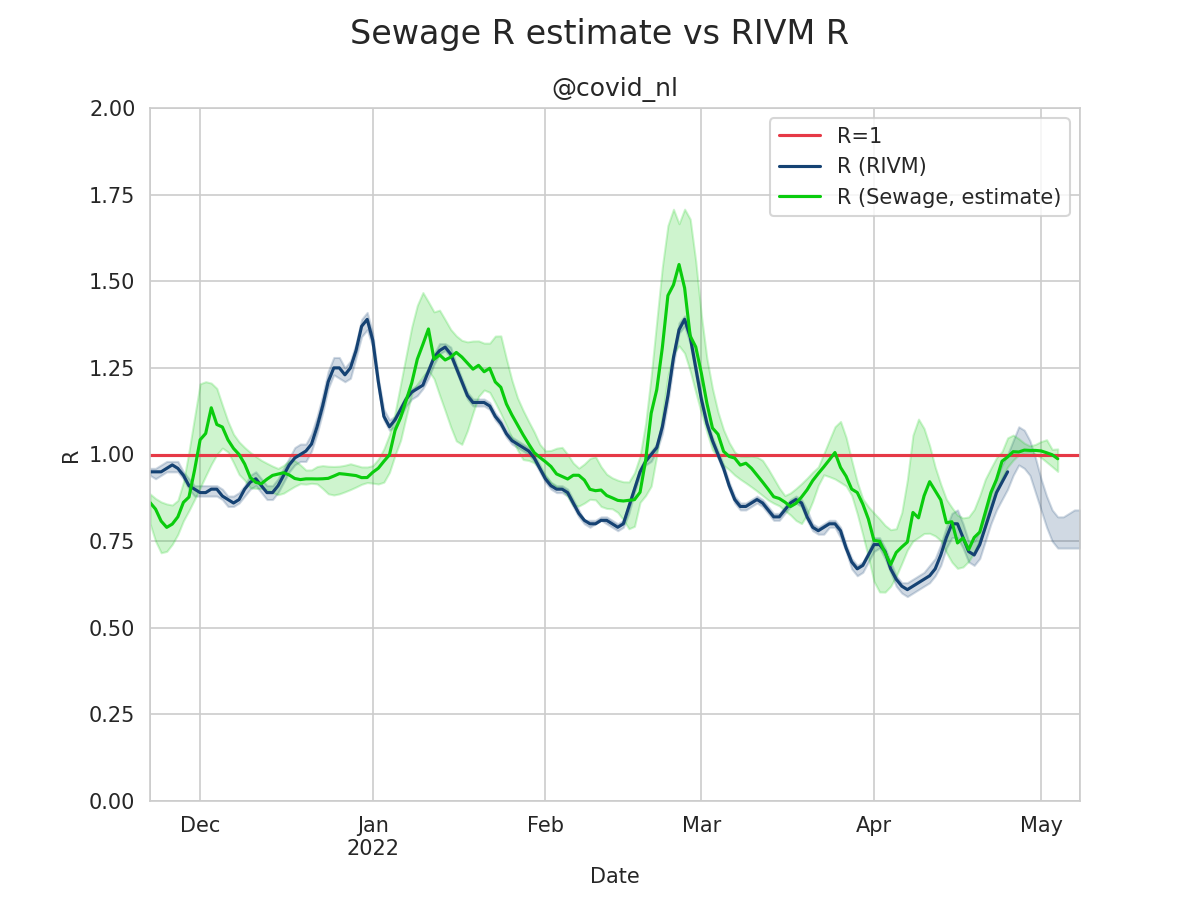 Sewage R estimate vs RIVM R
@covid_nl
R=1
R (RIVM)
R (Sewage, estimate)
2.00
1.75
1.50
1.25
1.00
0.75
0.50
0.25
0.00
R
Dec
Jan
2022
Feb
Mar
Apr
May
Date